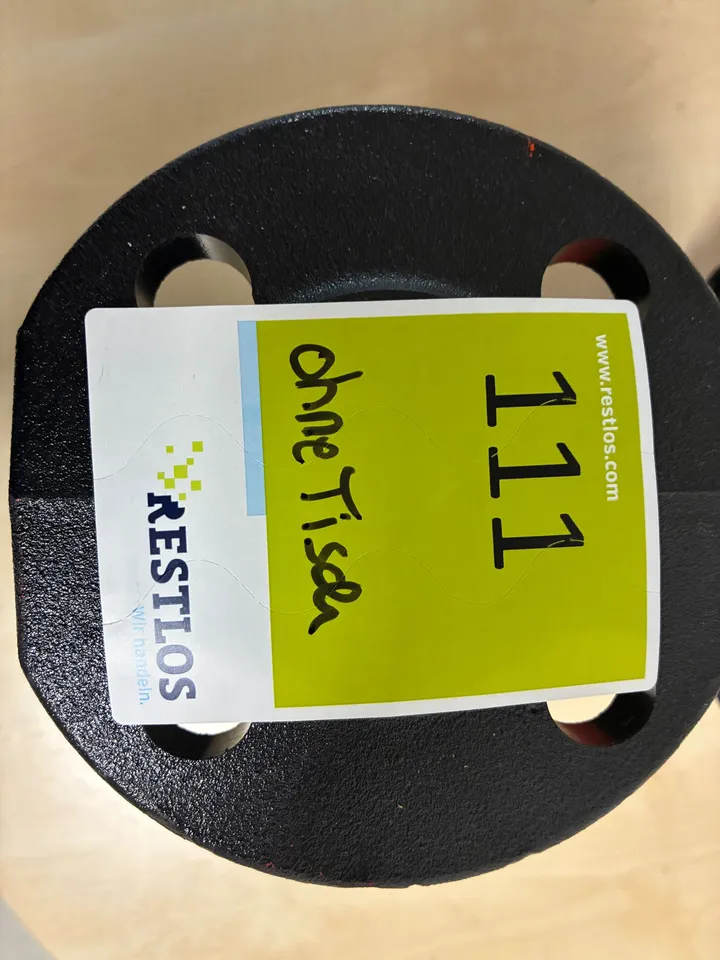 www.restlos.com
111
ohne Tisch
RESTLOS
Wir handeln.